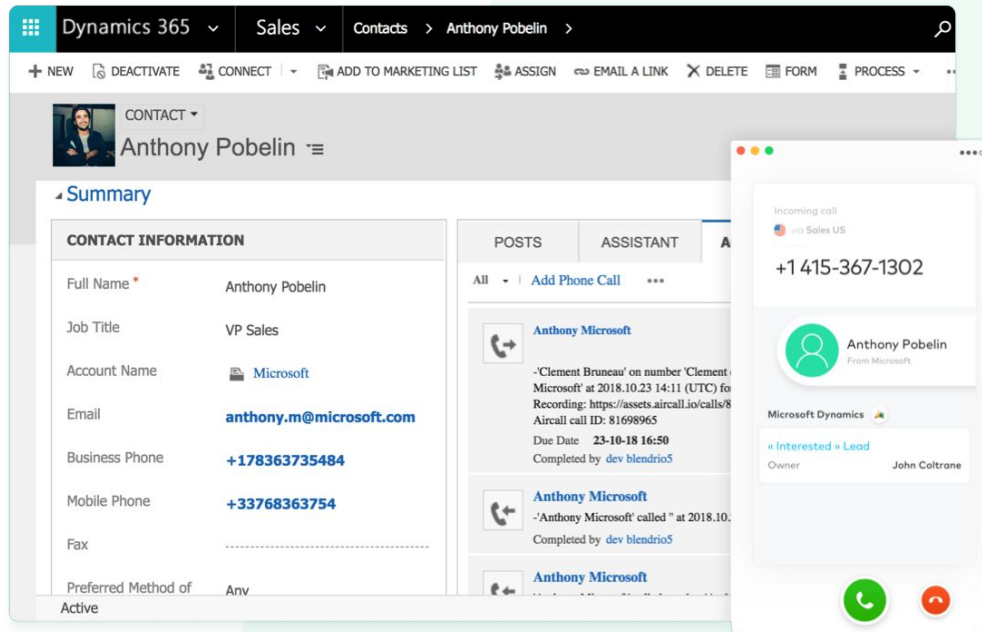 Dynamics 365
Sales
Contacts > Anthony Pobelin >
+ NEW DEACTIVATE CONNECT ADD TO MARKETING LIST ASSIGN EMAIL A LINK DELETE FORM PROCESS
CONTACT
Anthony Pobelin
Summary
CONTACT INFORMATION
Full Name *
Anthony Pobelin
Job Title
VP Sales
Account Name
Microsoft
Email
anthony.m@microsoft.com
Business Phone
+178363735484
Mobile Phone
+33768363754
Fax
Preferred Method of
Any
Active
POSTS
ASSISTANT
All
Add Phone Call
Anthony Microsoft
-'Clement Bruneau' on number 'Clement
Microsoft' at 2018.10.23 14:11 (UTC) fo
Recording: https://assets.aircall.io/calls/8
Aircall call ID: 81698965
Due Date 23-10-18 16:50
Completed by dev blendrio5
Anthony Microsoft
-'Anthony Microsoft' called '' at 2018.10.
Completed by dev blendrio5
Anthony Microsoft
Incoming call
via Sales US
+1 415-367-1302
Anthony Pobelin
From Microsoft
Microsoft Dynamics
« Interested » Lead
Owner
John Coltrane